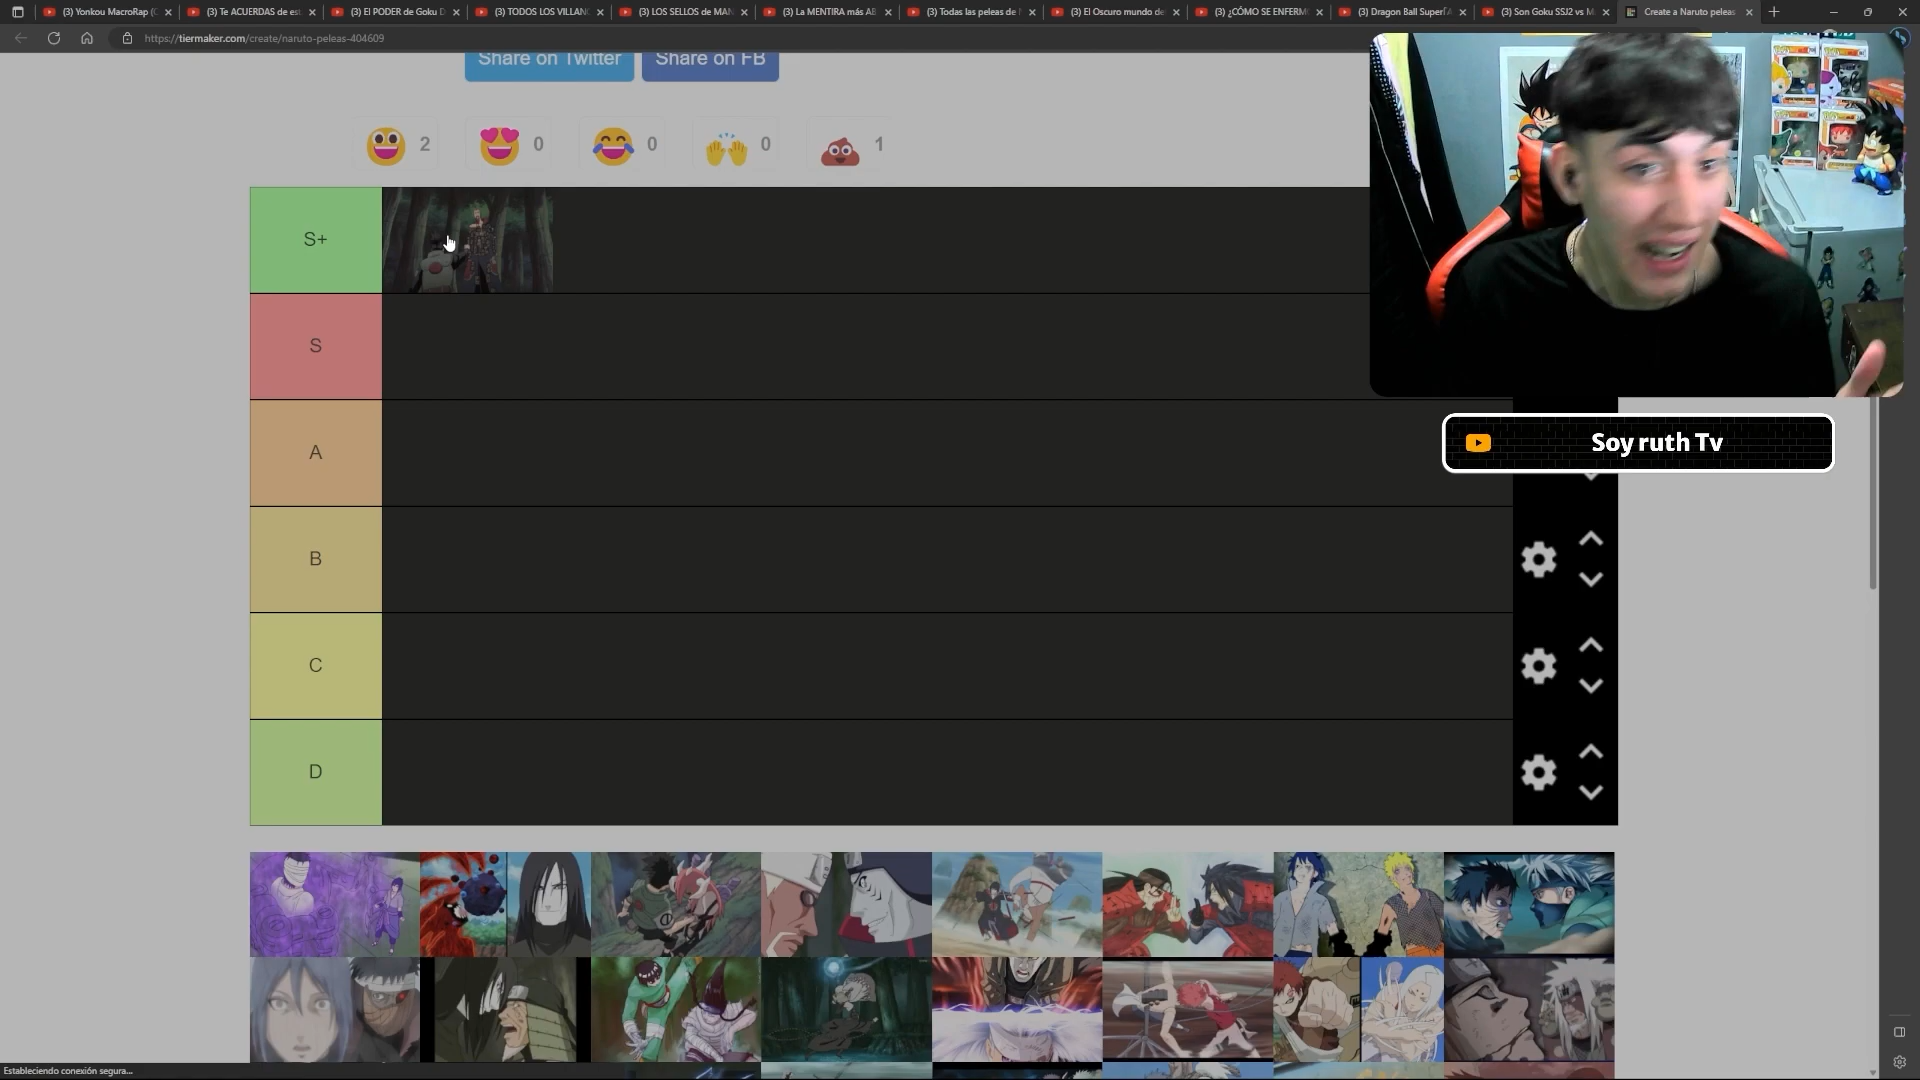 (3) Yonkou MacroRap (
(3) Te ACUERDAS de est
(3) El PODER de Goku D
(3) TODOS LOS VILLAN
(3) LOS SELLOS de MAN
(3) La MENTIRA más AB
(3) Todas las peleas de
(3) El Oscuro mundo de
(3) ¿CÓMO SE ENFERM
(3) Dragon Ball Super
(3) Son Goku SSJ2 vs M
Create a Naruto peleas
https://tiermaker.com/create/naruto-peleas-404609
Share on Twitter
Share on FB
2
0
0
0
1
S+
S
A
Soy ruth Tv
B
C
D
Estableciendo conexión segura...